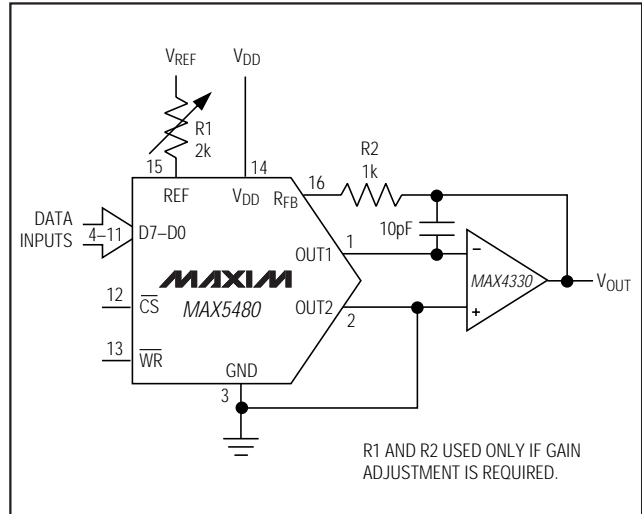 VREF
VDD
R1
2k
15
14
16
R2
1k
REF
VDD
RFB
DATA
INPUTS
4–11
D7–D0
10pF
OUT1
1
–
MAXIM
MAX5480
MAX4330
VOUT
12
CS
OUT2
2
+
13
WR
GND
3
R1 AND R2 USED ONLY IF GAIN
ADJUSTMENT IS REQUIRED.